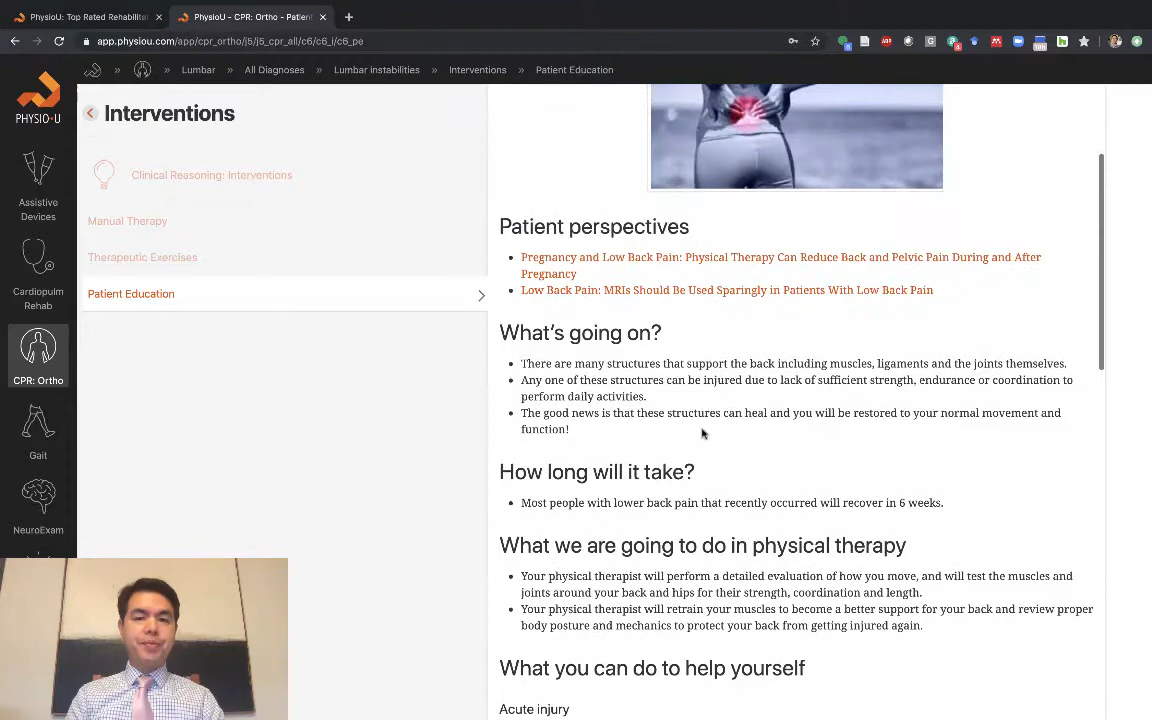 PhysioU: Top Rated Rehabilitat
PhysioU - CPR: Ortho - Patient
app.physiou.com/app/cpr_ortho/j5/j5_cpr_all/c6/c6_i/c6_pe
Lumbar » All Diagnoses » Lumbar instabilities » Interventions » Patient Education
PHYSIO•U
Assistive
Devices
Cardiopulm
Rehab
CPR: Ortho
Gait
NeuroExam
Interventions
Clinical Reasoning: Interventions
Manual Therapy
Therapeutic Exercises
Patient Education
Patient perspectives
• Pregnancy and Low Back Pain: Physical Therapy Can Reduce Back and Pelvic Pain During and After
Pregnancy
• Low Back Pain: MRIs Should Be Used Sparingly in Patients With Low Back Pain
What's going on?
• There are many structures that support the back including muscles, ligaments and the joints themselves.
• Any one of these structures can be injured due to lack of sufficient strength, endurance or coordination to
perform daily activities.
• The good news is that these structures can heal and you will be restored to your normal movement and
function!
How long will it take?
• Most people with lower back pain that recently occurred will recover in 6 weeks.
What we are going to do in physical therapy
• Your physical therapist will perform a detailed evaluation of how you move, and will test the muscles and
joints around your back and hips for their strength, coordination and length.
• Your physical therapist will retrain your muscles to become a better support for your back and review proper
body posture and mechanics to protect your back from getting injured again.
What you can do to help yourself
Acute injury